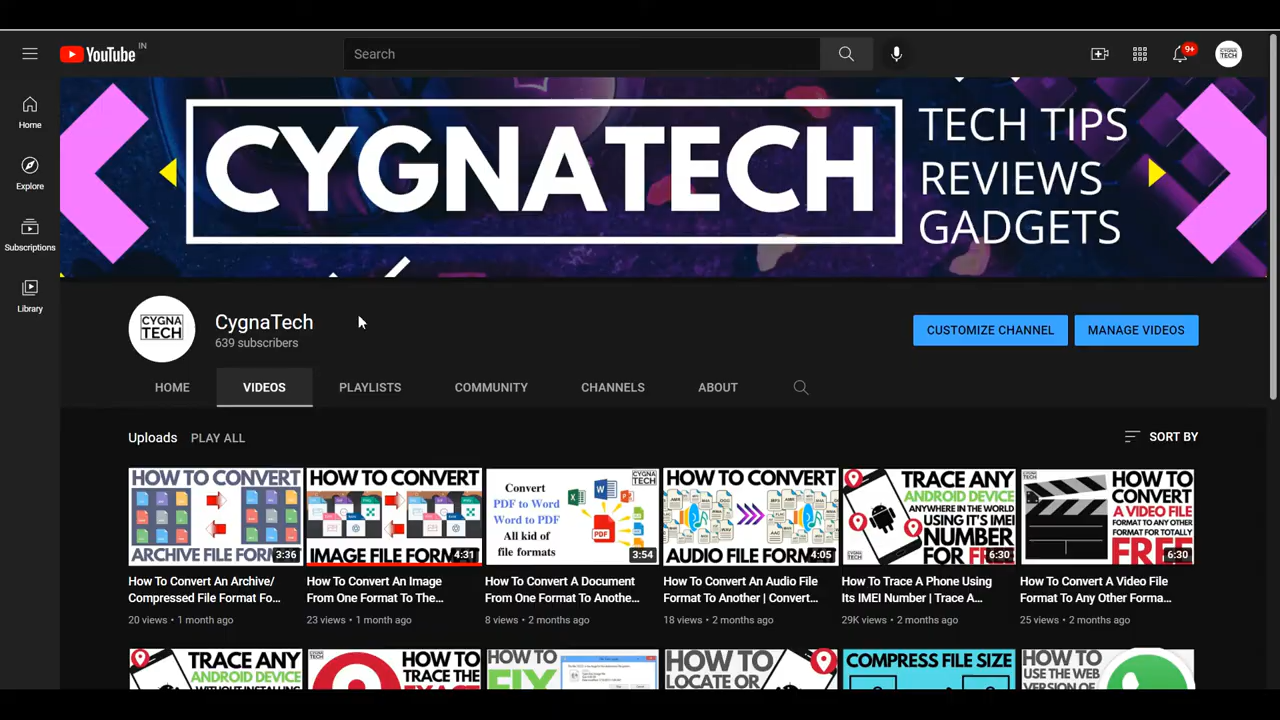 YouTube IN
Search
9+
CYGNA
TECH
Home
Explore
Subscriptions
Library
CYGNATECH
TECH TIPS
REVIEWS
GADGETS
CYGNA
TECH
CygnaTech
639 subscribers
CUSTOMIZE CHANNEL
MANAGE VIDEOS
HOME
VIDEOS
PLAYLISTS
COMMUNITY
CHANNELS
ABOUT
Uploads
PLAY ALL
SORT BY
HOW TO CONVERT
ARCHIVE FILE FORM
3:36
How To Convert An Archive/
Compressed File Format Fo...
20 views • 1 month ago
HOW TO CONVERT
IMAGE FILE FORM
4:31
How To Convert An Image
From One Format To The...
23 views • 1 month ago
Convert
PDF to Word
Word to PDF
All kid of
file formats
CYGNA
TECH
PDF
3:54
How To Convert A Document
From One Format To Anothe...
8 views • 2 months ago
HOW TO CONVERT
AUDIO FILE FORM
4:05
How To Convert An Audio File
Format To Another | Convert...
18 views • 2 months ago
TRACE ANY
ANDROID DEVICE
ANYWHERE IN THE WORLD
USING IT'S IMEI
NUMBER
FOR FR
6:30
How To Trace A Phone Using
Its IMEI Number | Trace A...
29K views • 2 months ago
HOW TO
CONVERT
A VIDEO FILE
FORMAT TO ANY OTHER
FORMAT FOR TOTALLY
FREE
6:30
How To Convert A Video File
Format To Any Other Forma...
25 views • 2 months ago
TRACE ANY
ANDROID DEVICE
HOW TO
TRACE THE
EXACT
HOW TO
FIX
HOW TO
LOCATE OR
COMPRESS FILE SIZE
HOW TO
USE THE WEB
VERSION OF